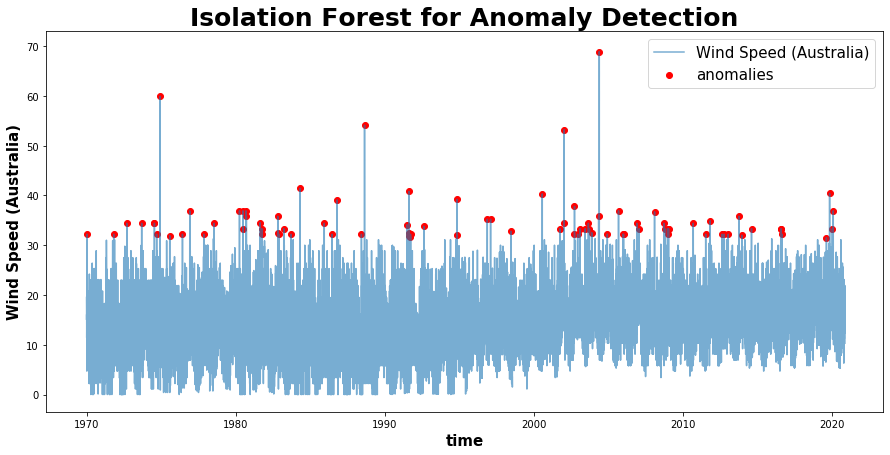 Isolation Forest for Anomaly Detection
Wind Speed (Australia)
anomalies
Wind Speed (Australia)
70
60
50
40
30
20
10
0
1970 1980 1990 2000 2010 2020
time